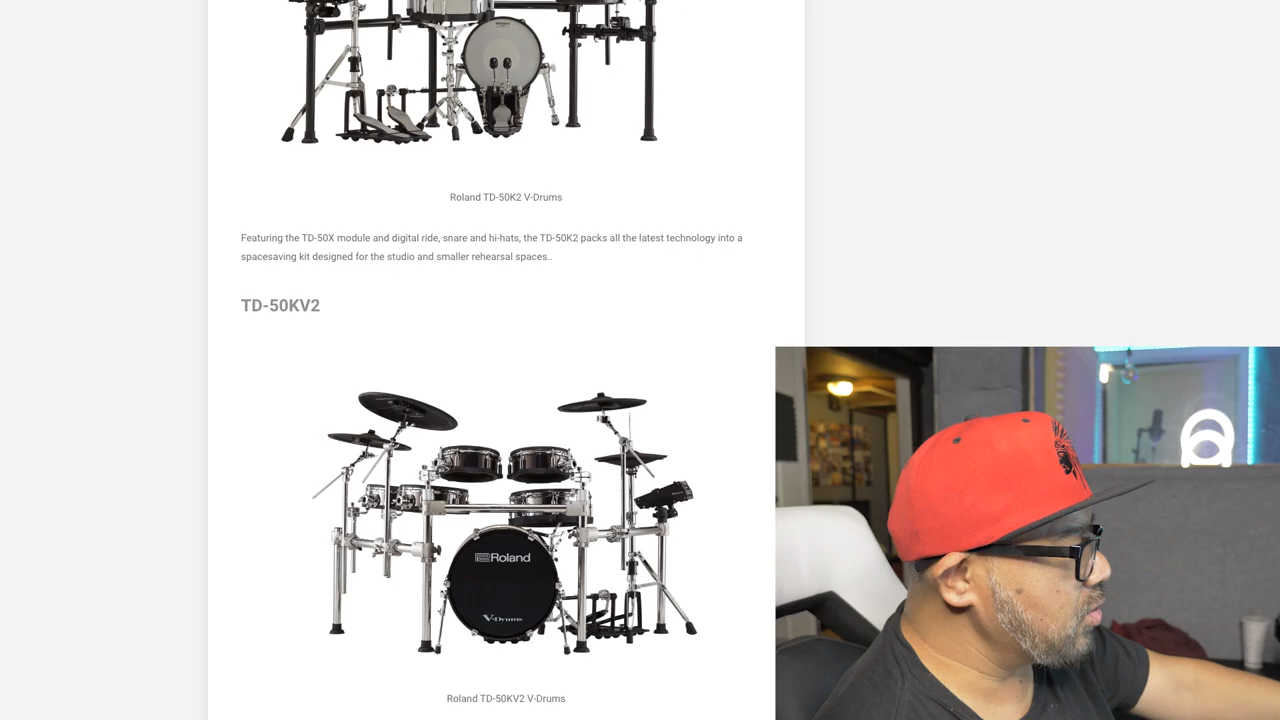 Roland TD-50K2 V-Drums
Featuring the TD-50X module and digital ride, snare and hi-hats, the TD-50K2 packs all the latest technology into a
spacesaving kit designed for the studio and smaller rehearsal spaces..
TD-50KV2
Roland
V-Drums
Roland TD-50KV2 V-Drums